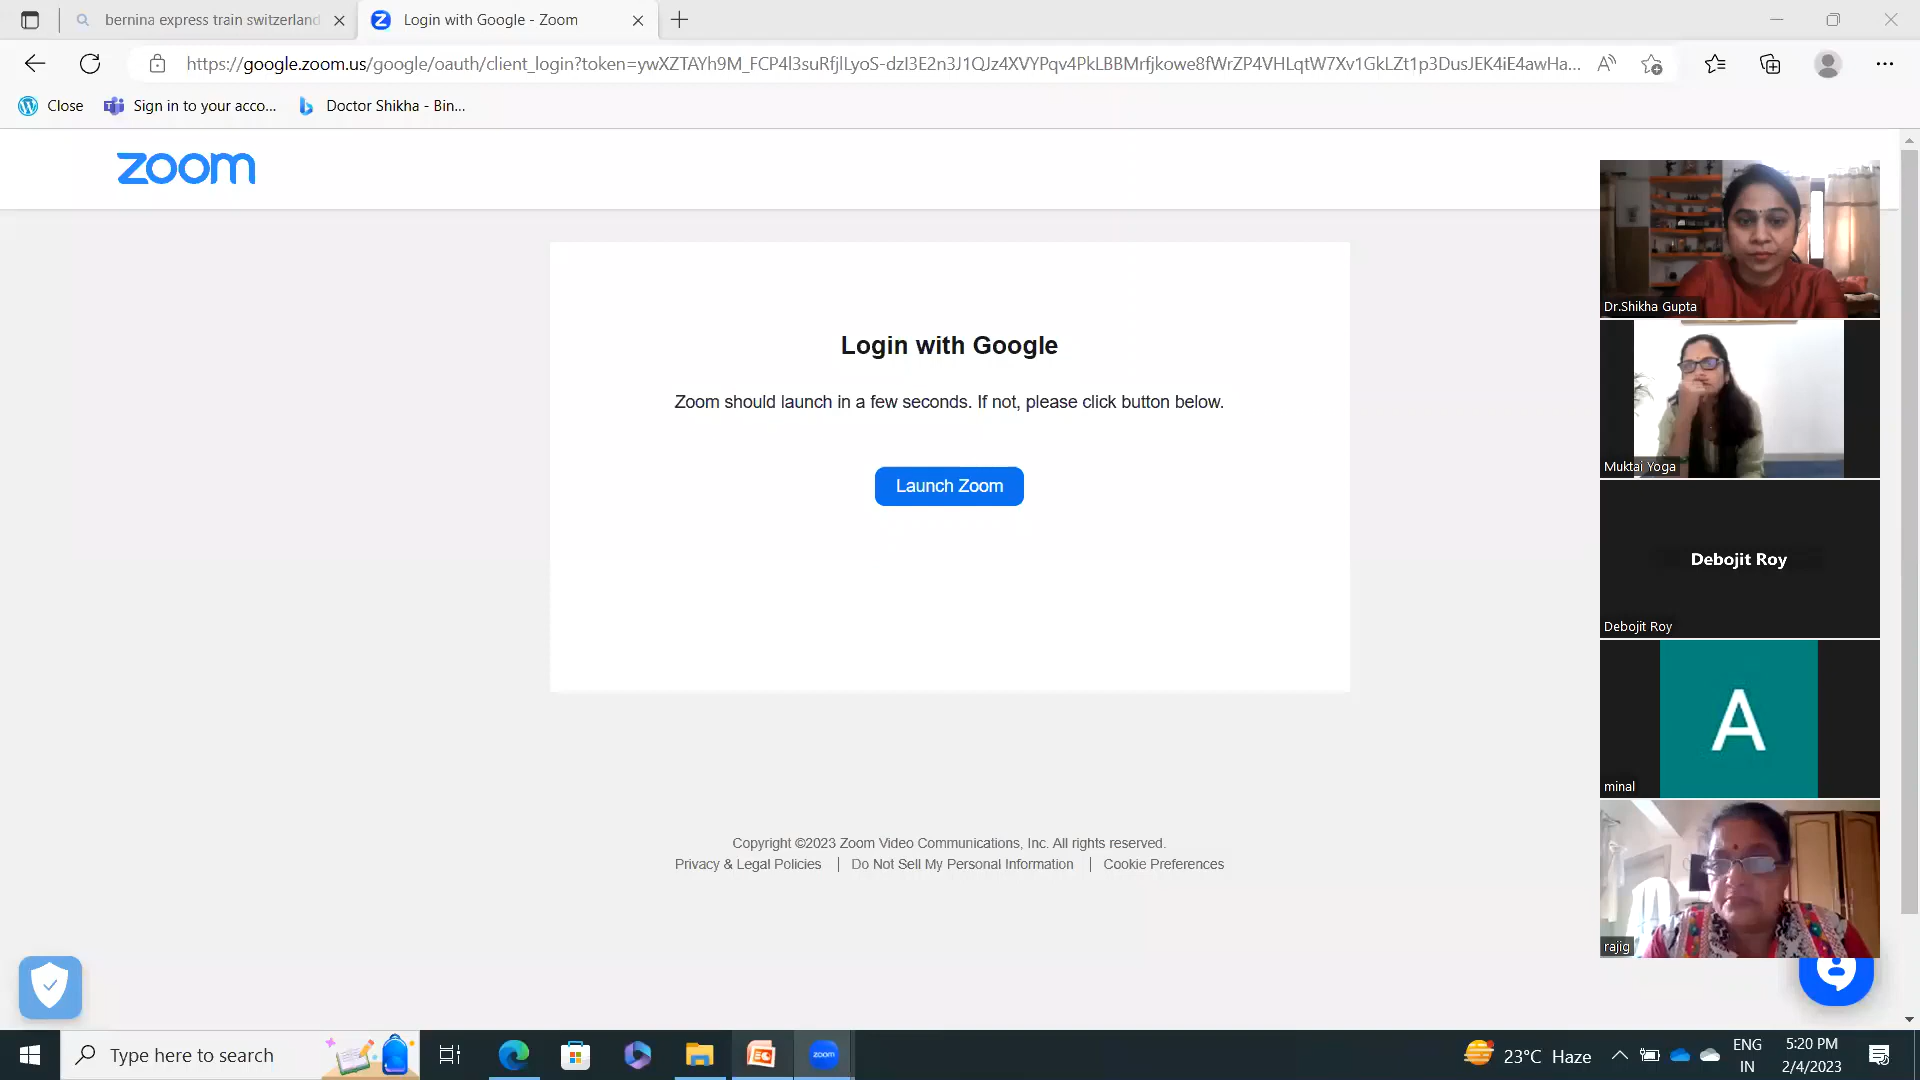 bernina express train switzerland
Login with Google - Zoom
https://google.zoom.us/google/oauth/client_login?token=ywXZTAYh9M_FCP4l3suRfjlLyoS-dzI3E2n3J1QJz4XVYPqv4PkLBBMrfjkowe8fWrZP4VHLqtW7Xv1GkLZt1p3DusJEK4iE4awHa...
Close
Sign in to your acco...
Doctor Shikha - Bin...
zoom
Login with Google
Zoom should launch in a few seconds. If not, please click button below.
Launch Zoom
Copyright ©2023 Zoom Video Communications, Inc. All rights reserved.
Privacy & Legal Policies | Do Not Sell My Personal Information | Cookie Preferences
Dr.Shikha Gupta
Muktai Yoga
Debojit Roy
Debojit Roy
A
minal
rajig
Type here to search
zoom
23°C Haze
ENG
IN
5:20 PM
2/4/2023